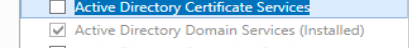 Active Directory Certificate Services
Active Directory Domain Services (Installed)